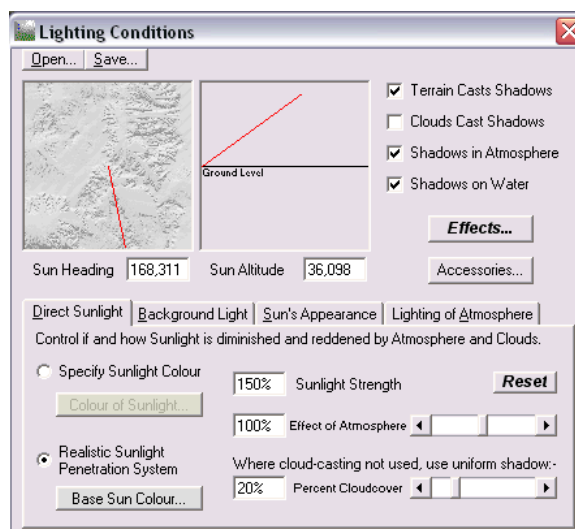 Lighting Conditions
Open... Save...
Ground Level
Terrain Casts Shadows
Clouds Cast Shadows
Shadows in Atmosphere
Shadows on Water
Effects...
Sun Heading 168,311 Sun Altitude 36,098 Accessories...
Direct Sunlight Background Light Sun's Appearance Lighting of Atmosphere
Control if and how Sunlight is diminished and reddened by Atmosphere and Clouds.
Specify Sunlight Colour
Colour of Sunlight...
150% Sunlight Strength Reset
100% Effect of Atmosphere
Realistic Sunlight
Penetration System
Base Sun Colour...
Where cloud-casting not used, use uniform shadow:-
20% Percent Cloudcover